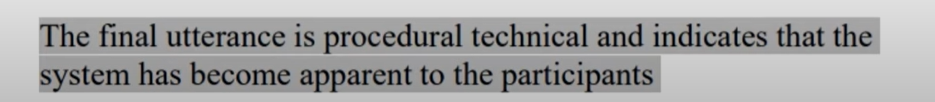 The final utterance is procedural technical and indicates that the
system has become apparent to the participants